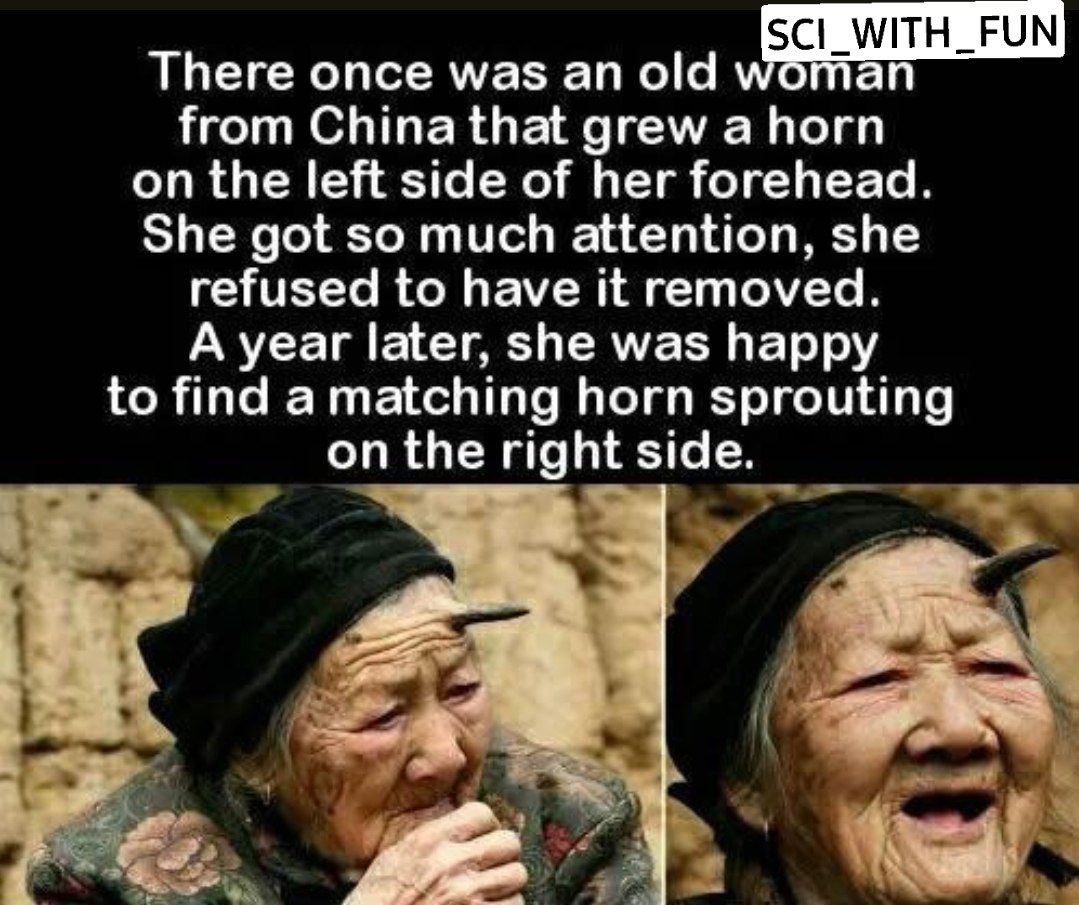 SCI_WITH_FUN
There once was an old woman
from China that grew a horn
on the left side of her forehead.
She got so much attention, she
refused to have it removed.
A year later, she was happy
to find a matching horn sprouting
on the right side.